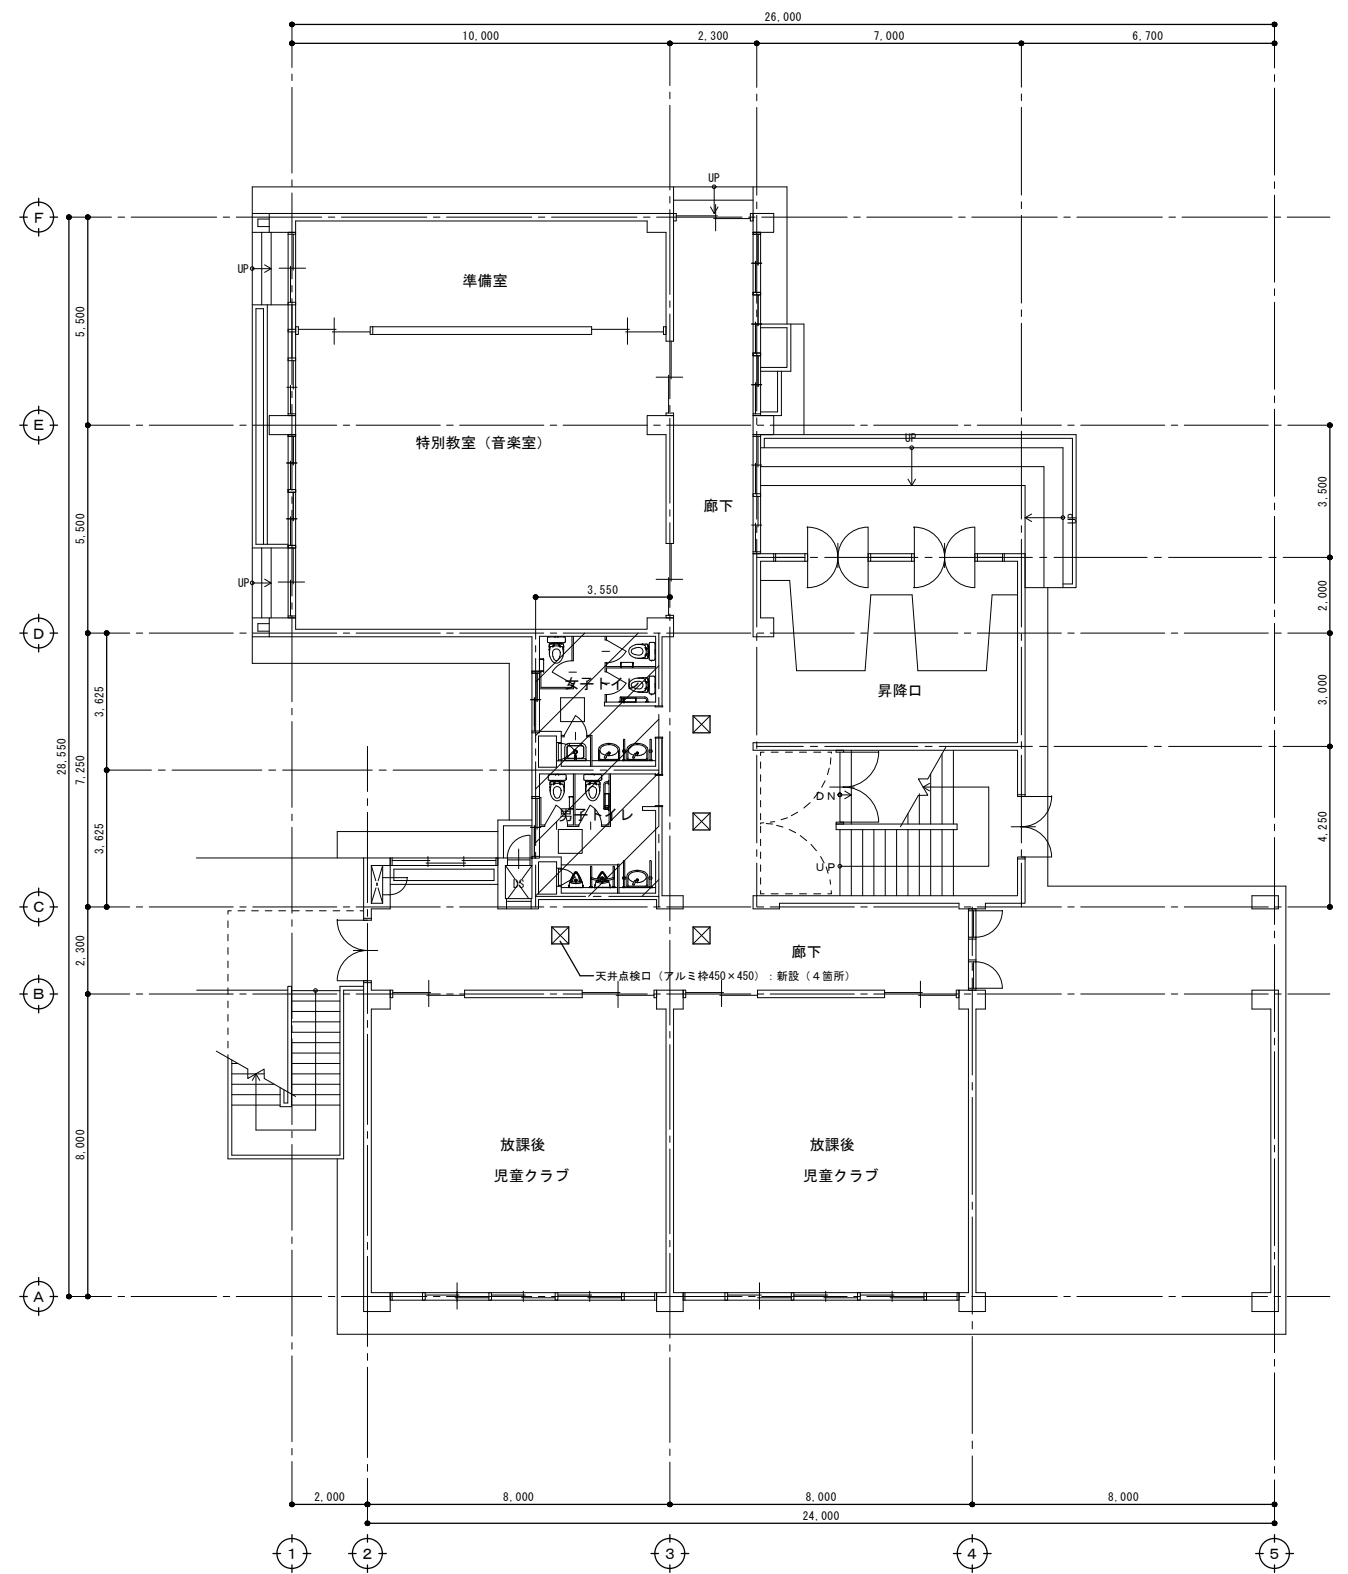 26,000
10,000
2,300
7,000
6,700
UP
F
準備室
UP
5,500
E
特別教室（音楽室）
UP
3,500
廊下
UP
5,500
UP
3,550
2,000
D
女子トイレ
昇降口
3,000
3,625
28,550
7,250
DN
男子トイレ
4,250
3,625
UP
DS
C
2,300
廊下
天井点検口（アルミ枠450×450）：新設（４箇所）
B
8,000
放課後
児童クラブ
放課後
児童クラブ
A
2,000
8,000
8,000
8,000
24,000
1
2
3
4
5